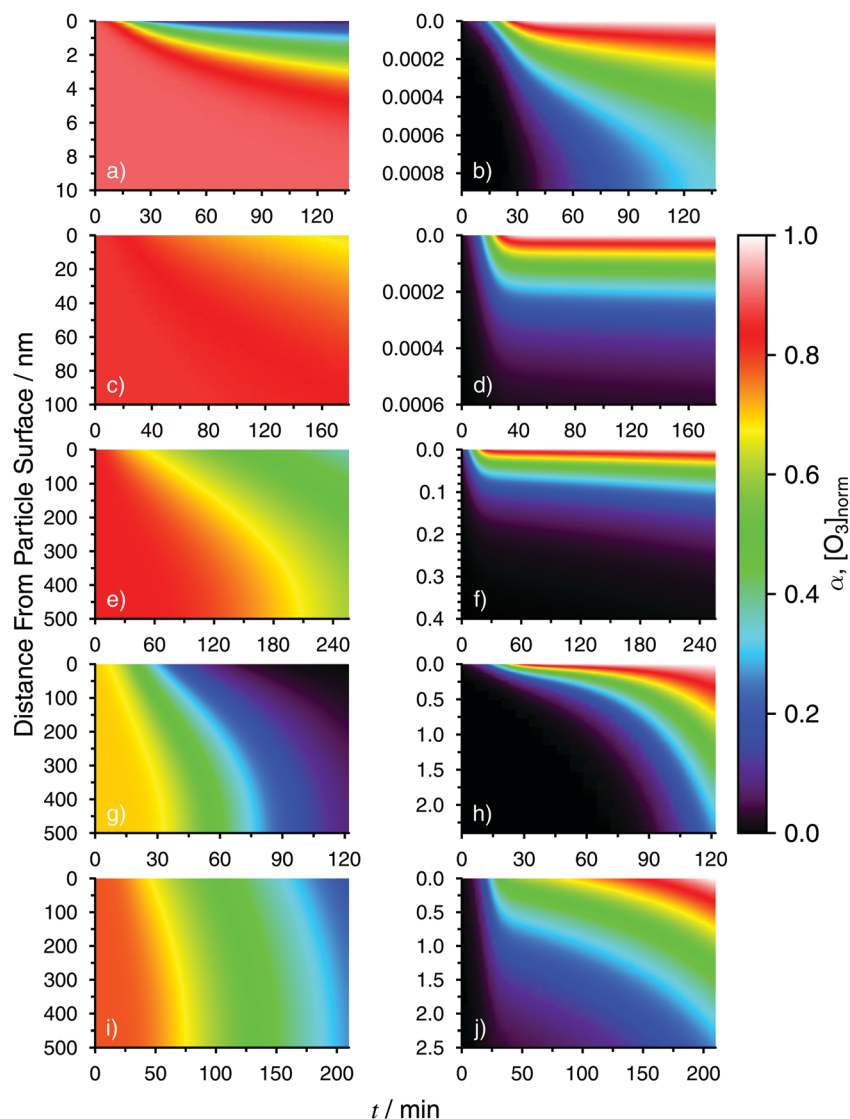 0
2
4
6
8
10
a)
0 30 60 90 120
0.0
0.0002
0.0004
0.0006
0.0008
b)
0 30 60 90 120
0
20
40
60
80
100
c)
0 40 80 120 160
0.0
0.0002
0.0004
0.0006
d)
0 40 80 120 160
0
100
200
300
400
500
e)
0 60 120 180 240
0.0
0.1
0.2
0.3
0.4
f)
0 60 120 180 240
0
100
200
300
400
500
g)
0 30 60 90 120
0.0
0.5
1.0
1.5
2.0
h)
0 30 60 90 120
0
100
200
300
400
500
i)
0 50 100 150 200
0.0
0.5
1.0
1.5
2.0
2.5
j)
0 50 100 150 200
Distance From Particle Surface / nm
t / min
1.0
0.8
0.6
0.4
0.2
0.0
α, [O₃]norm